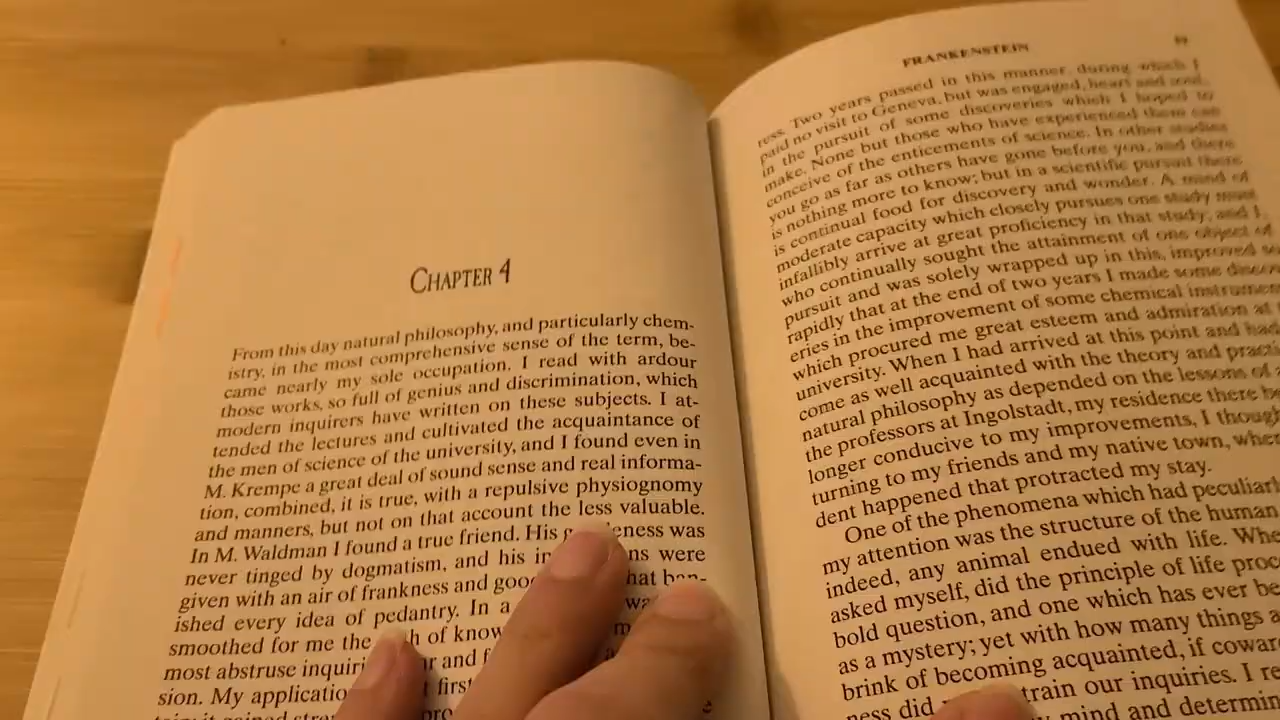 CHAPTER 4
From this day natural philosophy, and particularly chem-
istry, in the most comprehensive sense of the term, be-
came nearly my sole occupation. I read with ardour
those works, so full of genius and discrimination, which
modern inquirers have written on these subjects. I at-
tended the lectures and cultivated the acquaintance of
the men of science of the university, and I found even in
M. Krempe a great deal of sound sense and real informa-
tion, combined, it is true, with a repulsive physiognomy
and manners, but not on that account the less valuable.
In M. Waldman I found a true friend. His was
never tinged by dogmatism, and his were
given with an air of frankness and that ban-
ished every idea of pedantry. In a
smoothed for me the of
most abstruse and
sion. My first
it gained
FRANKENSTEIN
ress. Two years passed in this manner, during which I
paid no visit to Geneva, but was engaged, heart and soul,
in the pursuit of some discoveries which I hoped to
make. None but those who have experienced them can
conceive of the enticements of science. In other studies
you go as far as others have gone before you, and there
is nothing more to know; but in a scientific pursuit there
is continual food for discovery and wonder. A mind of
moderate capacity which closely pursues one study must
infallibly arrive at great proficiency in that study; and I,
who continually sought the attainment of one object of
pursuit and was solely wrapped up in this, improved so
rapidly that at the end of two years I made some discov
eries in the improvement of some chemical instrumen
which procured me great esteem and admiration at
university. When I had arrived at this point and had
come as well acquainted with the theory and practi
natural philosophy as depended on the lessons of
the professors at Ingolstadt, my residence there be
longer conducive to my improvements, I though
turning to my friends and my native town, when
dent happened that protracted my stay.
One of the phenomena which had peculiarl
my attention was the structure of the human
indeed, any animal endued with life. Whe
asked myself, did the principle of life proc
bold question, and one which has ever be
as a mystery; yet with how many things a
brink of becoming acquainted, if cowar
ness did train our inquiries. I re
mind and determin